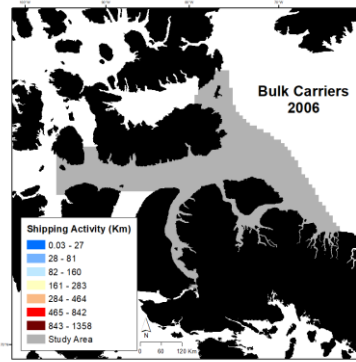 Bulk Carriers
2006
Shipping Activity (Km)
0.03 - 27
28 - 81
82 - 160
161 - 283
284 - 464
465 - 842
843 - 1358
Study Area
N
0 60 120 Km